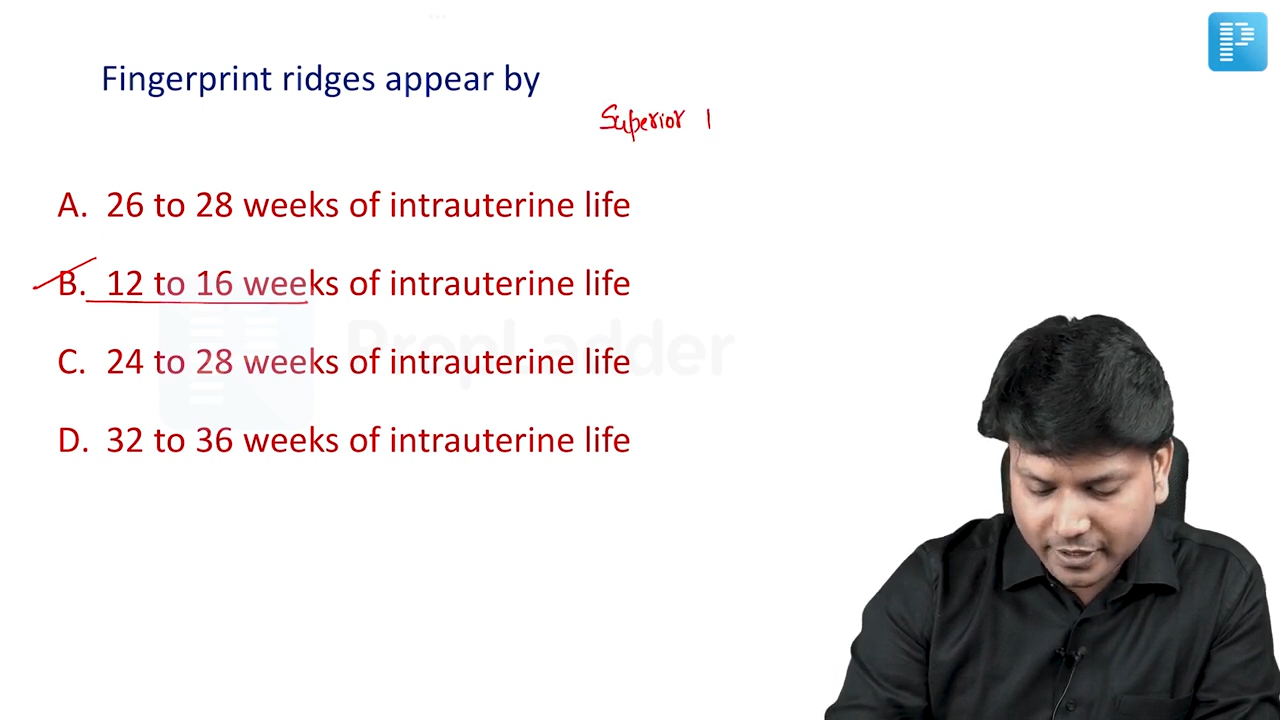 Fingerprint ridges appear by
Superior
A. 26 to 28 weeks of intrauterine life
B. 12 to 16 weeks of intrauterine life
C. 24 to 28 weeks of intrauterine life
PrepLadder
D. 32 to 36 weeks of intrauterine life